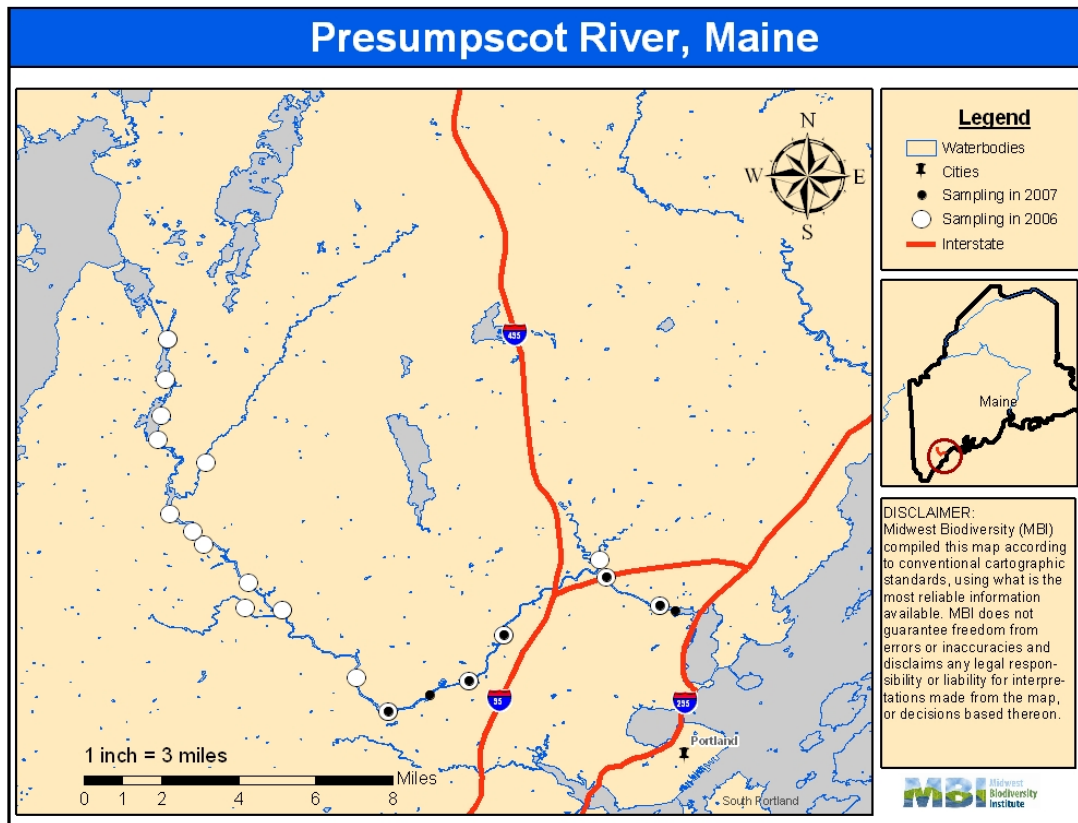 Presumpscot River, Maine
N
W E
S
495
95
295
Portland
South Portland
1 inch = 3 miles
Miles
0 1 2 4 6 8
Legend
Waterbodies
Cities
Sampling in 2007
Sampling in 2006
Interstate
Maine
DISCLAIMER:
Midwest Biodiversity (MBI)
compiled this map according
to conventional cartographic
standards, using what is the
most reliable information
available. MBI does not
guarantee freedom from
errors or inaccuracies and
disclaims any legal respon-
sibility or liability for interpre-
tations made from the map,
or decisions based thereon.
MBI
Midwest
Biodiversity
Institute